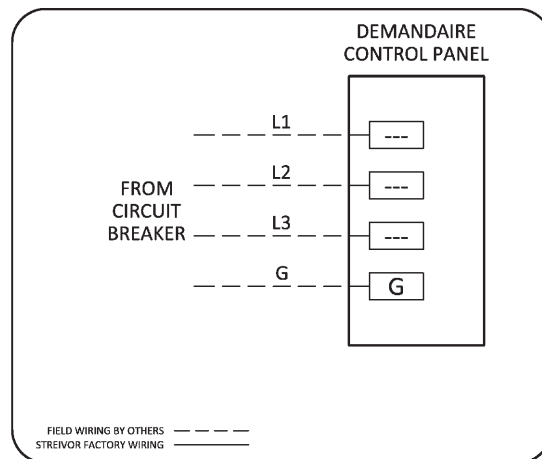 DEMANDAIRE
CONTROL PANEL
L1
---
L2
---
FROM
CIRCUIT
BREAKER
L3
---
G
G
FIELD WIRING BY OTHERS
STREIVOR FACTORY WIRING